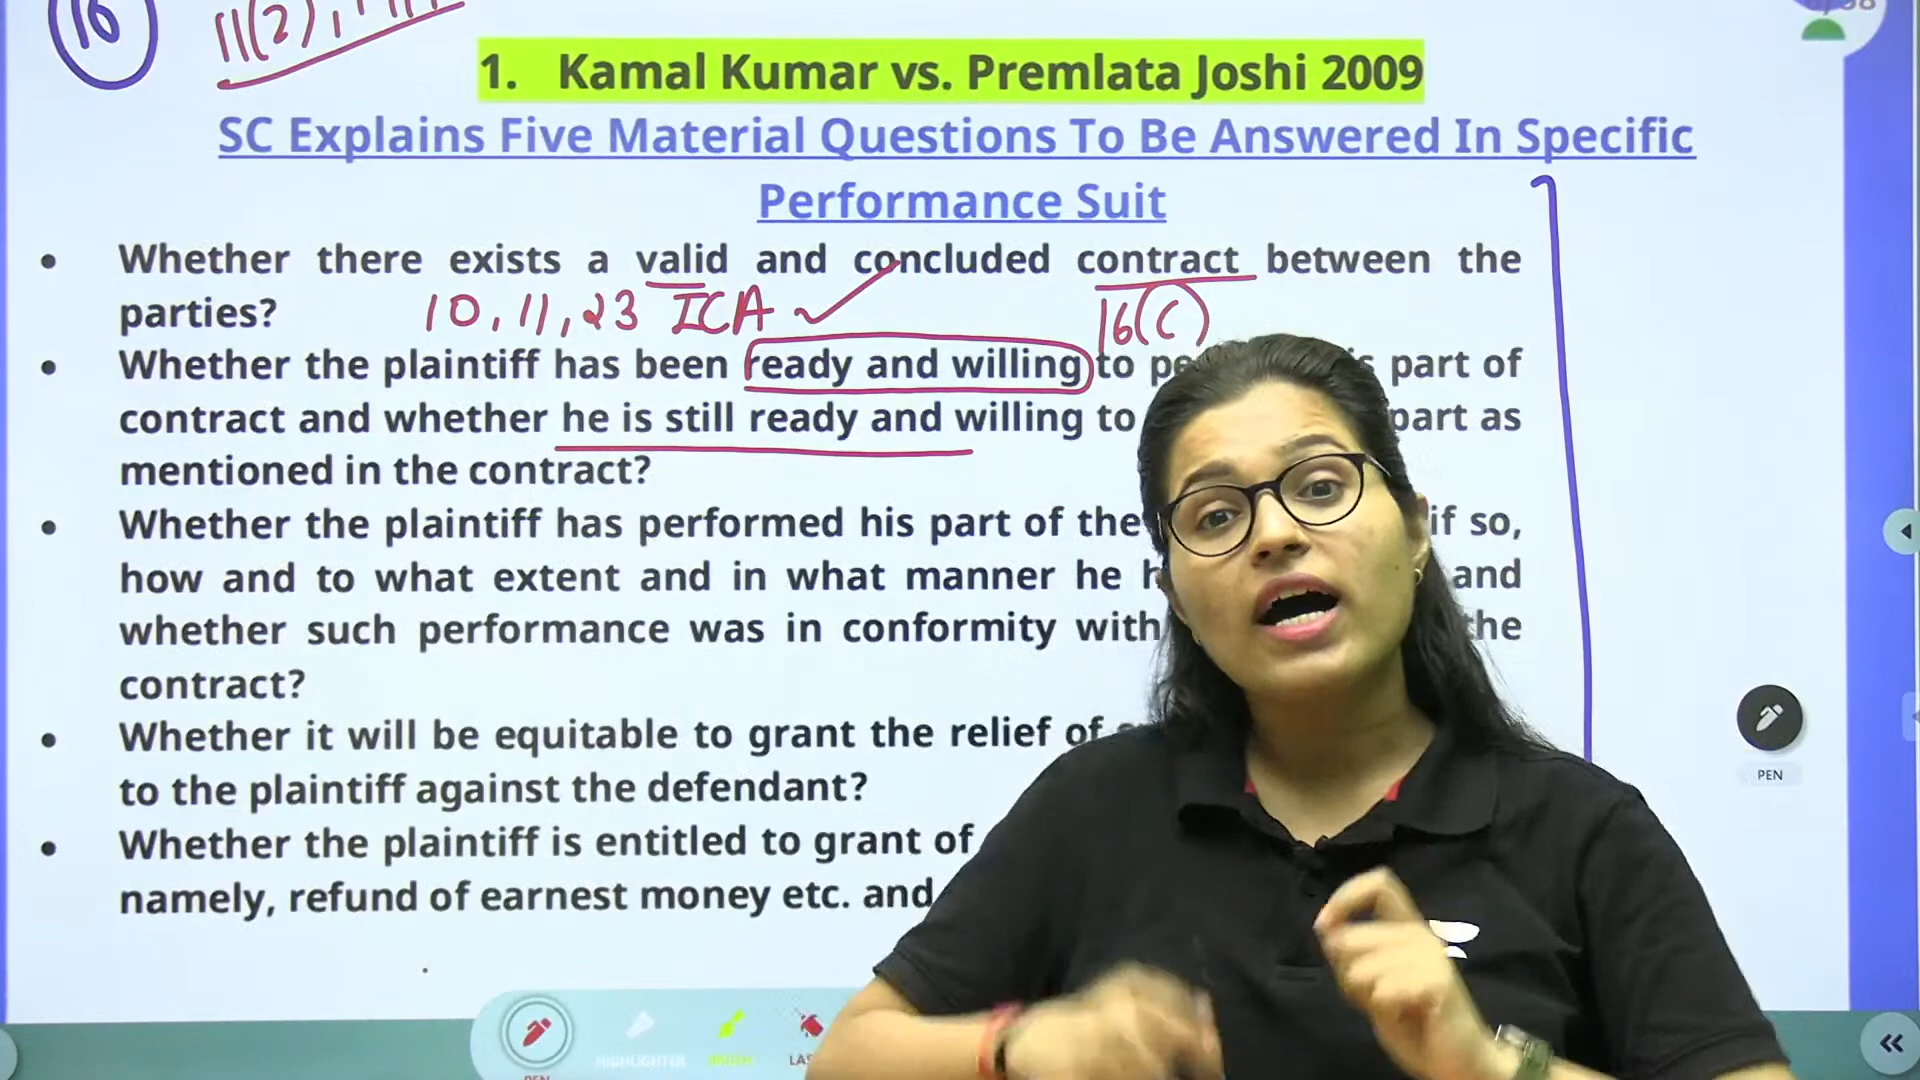 16 11(2),
1. Kamal Kumar vs. Premlata Joshi 2009
SC Explains Five Material Questions To Be Answered In Specific
Performance Suit
• Whether there exists a valid and concluded contract between the
parties? 10, 11, 23 ICA ✓ 16(C)
• Whether the plaintiff has been ready and willing to part of
contract and whether he is still ready and willing to part as
mentioned in the contract?
• Whether the plaintiff has performed his part of the if so,
how and to what extent and in what manner he and
whether such performance was in conformity with the
contract?
• Whether it will be equitable to grant the relief of
to the plaintiff against the defendant?
• Whether the plaintiff is entitled to grant of
namely, refund of earnest money etc. and
PEN
HIGHLIGHTER
PEN